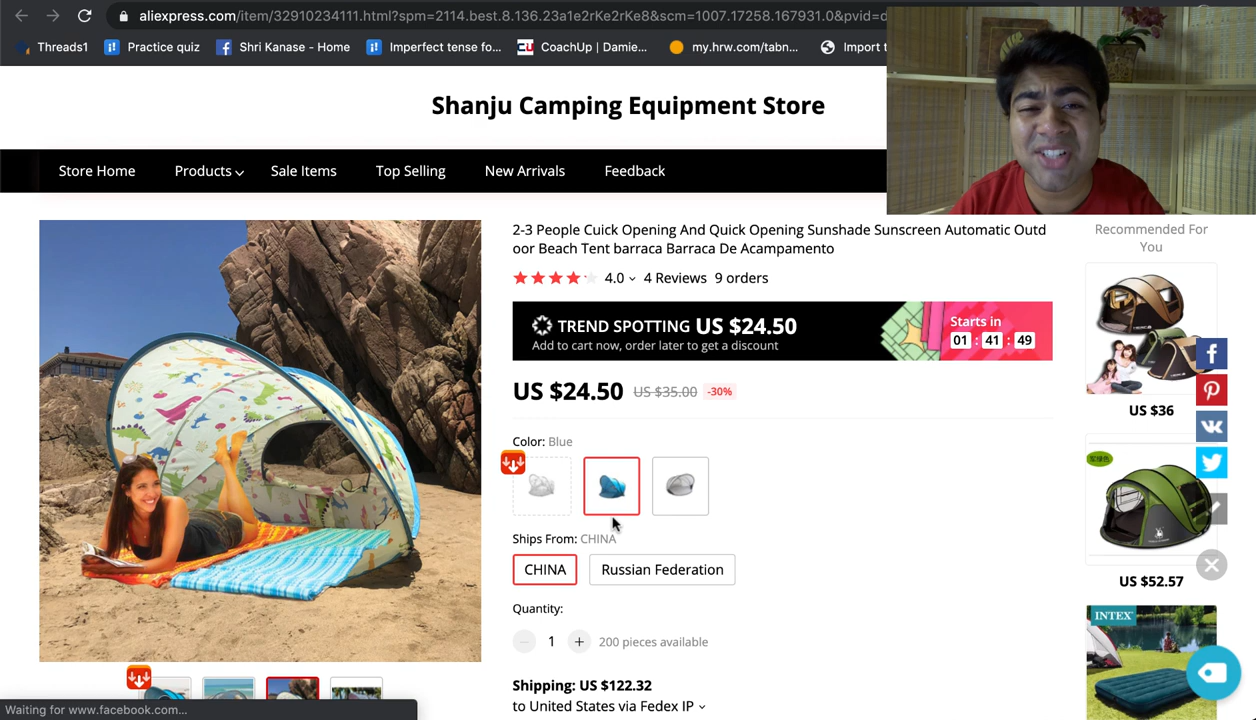 aliexpress.com/item/32910234111.html?spm=2114.best.8.136.23a1e2rKe2rKe8&scm=1007.17258.167931.0&pvid=d
Threads1
Practice quiz
Shri Kanase - Home
Imperfect tense fo...
CoachUp | Damie...
my.hrw.com/tabn...
Import t
Shanju Camping Equipment Store
Store Home
Products
Sale Items
Top Selling
New Arrivals
Feedback
2-3 People Cuick Opening And Quick Opening Sunshade Sunscreen Automatic Outd
oor Beach Tent barraca Barraca De Acampamento
4.0
4 Reviews
9 orders
TREND SPOTTING US $24.50
Add to cart now, order later to get a discount
Starts in
01 : 41 : 49
US $24.50 US $35.00 -30%
Color: Blue
Ships From: CHINA
CHINA
Russian Federation
Quantity:
1
200 pieces available
Shipping: US $122.32
to United States via Fedex IP
Recommended For
You
US $36
US $52.57
INTEX
Waiting for www.facebook.com...